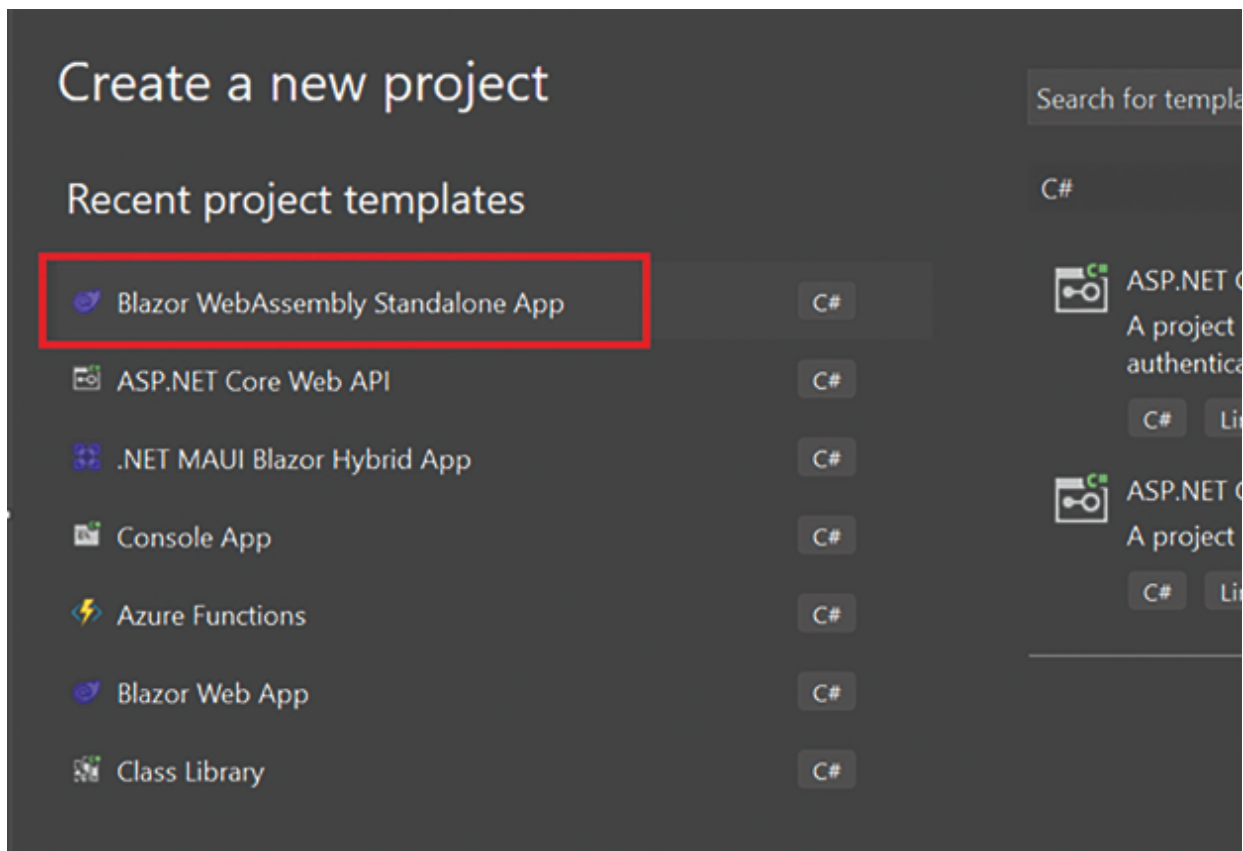 Create a new project
Recent project templates
Blazor WebAssembly Standalone App C#
ASP.NET Core Web API C#
.NET MAUI Blazor Hybrid App C#
Console App C#
Azure Functions C#
Blazor Web App C#
Class Library C#
Search for templa
C#
ASP.NET
A project
authentica
C# Li
ASP.NET
A project
C# Li